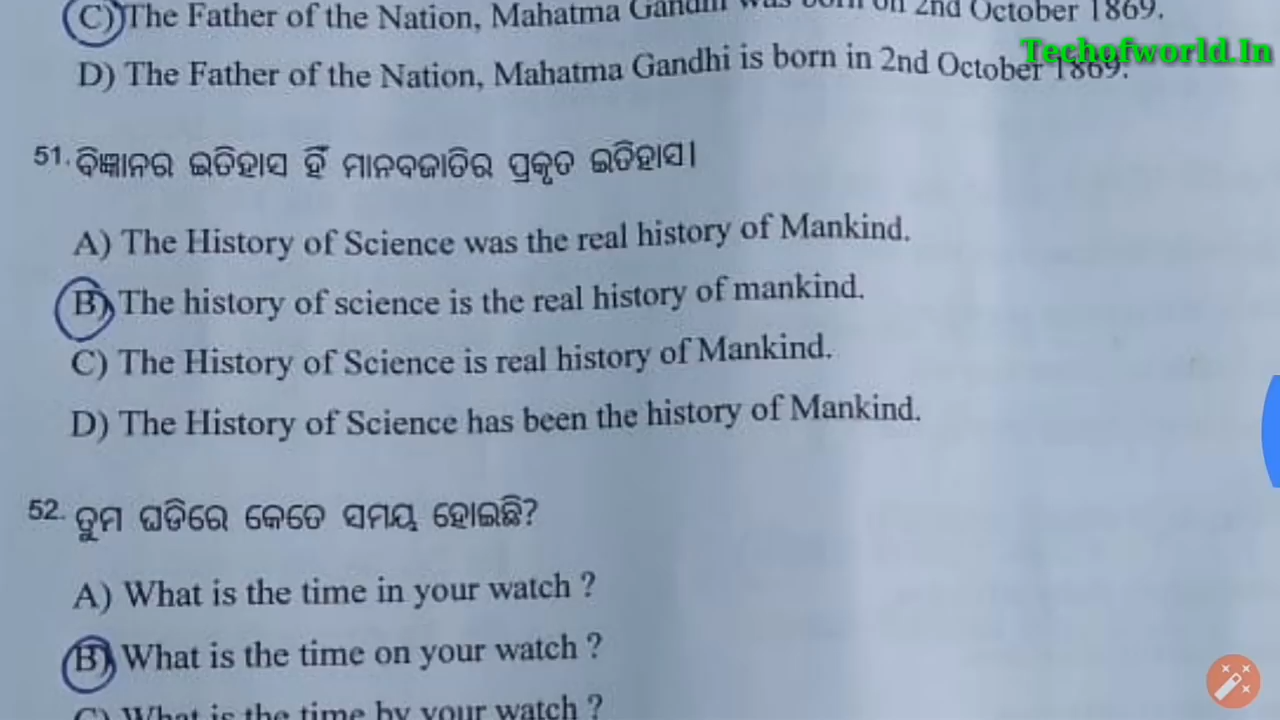 C) The Father of the Nation, Mahatma Gandhi was born on 2nd October 1869.
Techofworld.In
D) The Father of the Nation, Mahatma Gandhi is born in 2nd October 1869.
51. ବିଜ୍ଞାନର ଇତିହାସ ହିଁ ମାନବଜାତିର ପ୍ରକୃତ ଇତିହାସ।
A) The History of Science was the real history of Mankind.
B) The history of science is the real history of mankind.
C) The History of Science is real history of Mankind.
D) The History of Science has been the history of Mankind.
52. ତୁମ ଘଡିରେ କେତେ ସମୟ ହୋଇଛି?
A) What is the time in your watch ?
B) What is the time on your watch ?
C) What is the time by your watch ?